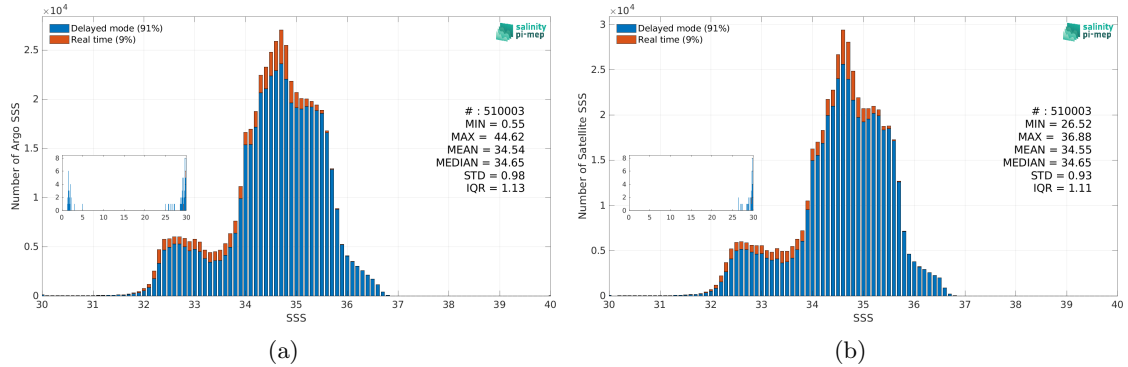 ×10^4
Delayed mode (91%)
Real time (9%)
salinity
pi-mep
2.5
2
1.5
1
0.5
0
Number of Argo SSS
# : 510003
MIN = 0.55
MAX = 44.62
MEAN = 34.54
MEDIAN = 34.65
STD = 0.98
IQR = 1.13
8
6
4
2
0
0 5 10 15 20 25 30
30 31 32 33 34 35 36 37 38 39 40
SSS
(a)
×10^4
Delayed mode (91%)
Real time (9%)
salinity
pi-mep
3
2.5
2
1.5
1
0.5
0
Number of Satellite SSS
# : 510003
MIN = 26.52
MAX = 36.88
MEAN = 34.55
MEDIAN = 34.65
STD = 0.93
IQR = 1.11
8
6
4
2
0
0 5 10 15 20 25 30
30 31 32 33 34 35 36 37 38 39 40
SSS
(b)